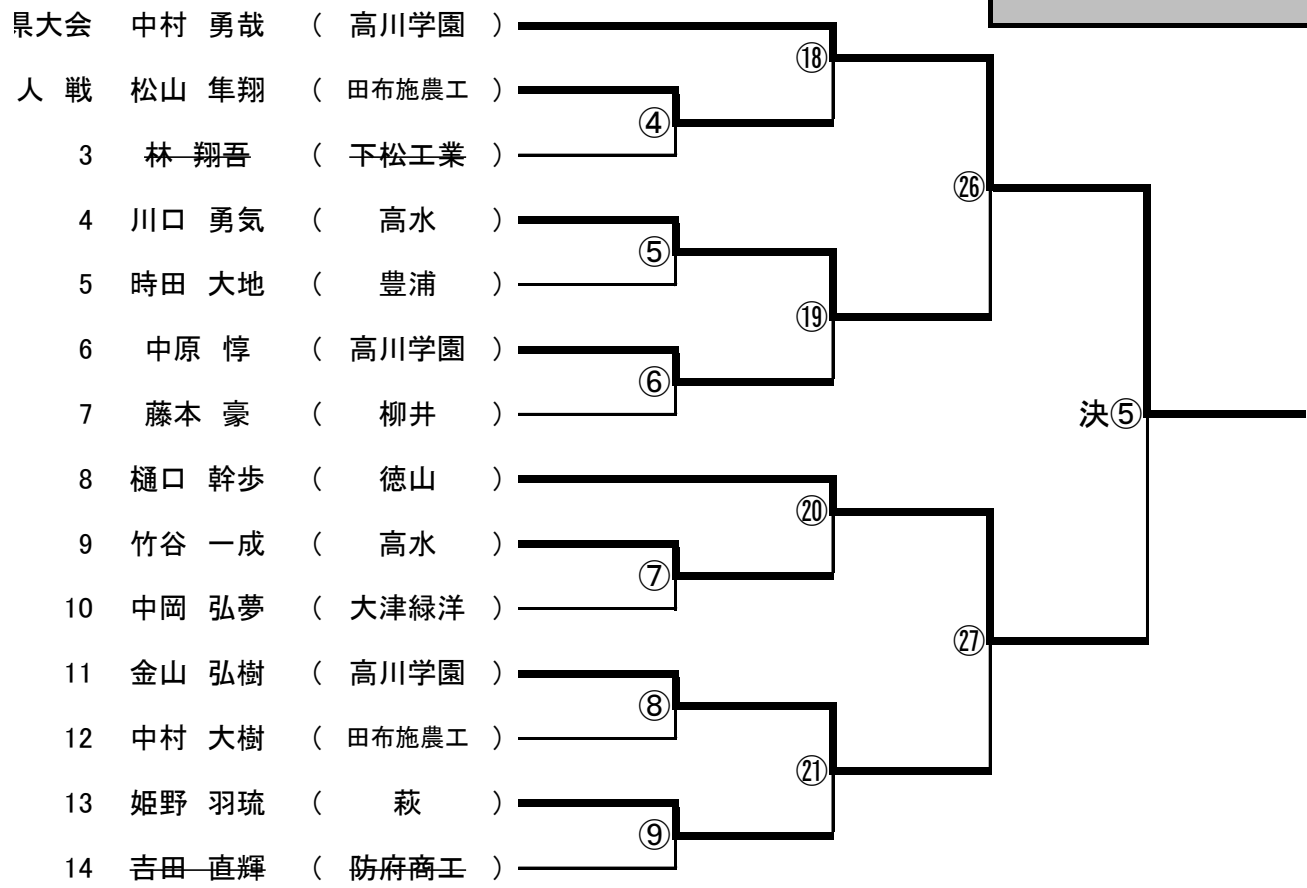 県大会 中村 勇哉 ( 高川学園 )
⑱
人 戦 松山 隼翔 ( 田布施農工 )
④
3 林 翔吾 ( 下松工業 )
㉖
4 川口 勇気 ( 高水 )
⑤
5 時田 大地 ( 豊浦 )
⑲
6 中原 惇 ( 高川学園 )
⑥
7 藤本 豪 ( 柳井 )
決⑤
8 樋口 幹歩 ( 徳山 )
⑳
9 竹谷 一成 ( 高水 )
⑦
10 中岡 弘夢 ( 大津緑洋 )
㉗
11 金山 弘樹 ( 高川学園 )
⑧
12 中村 大樹 ( 田布施農工 )
㉑
13 姫野 羽琉 ( 萩 )
⑨
14 吉田 直輝 ( 防府商工 )